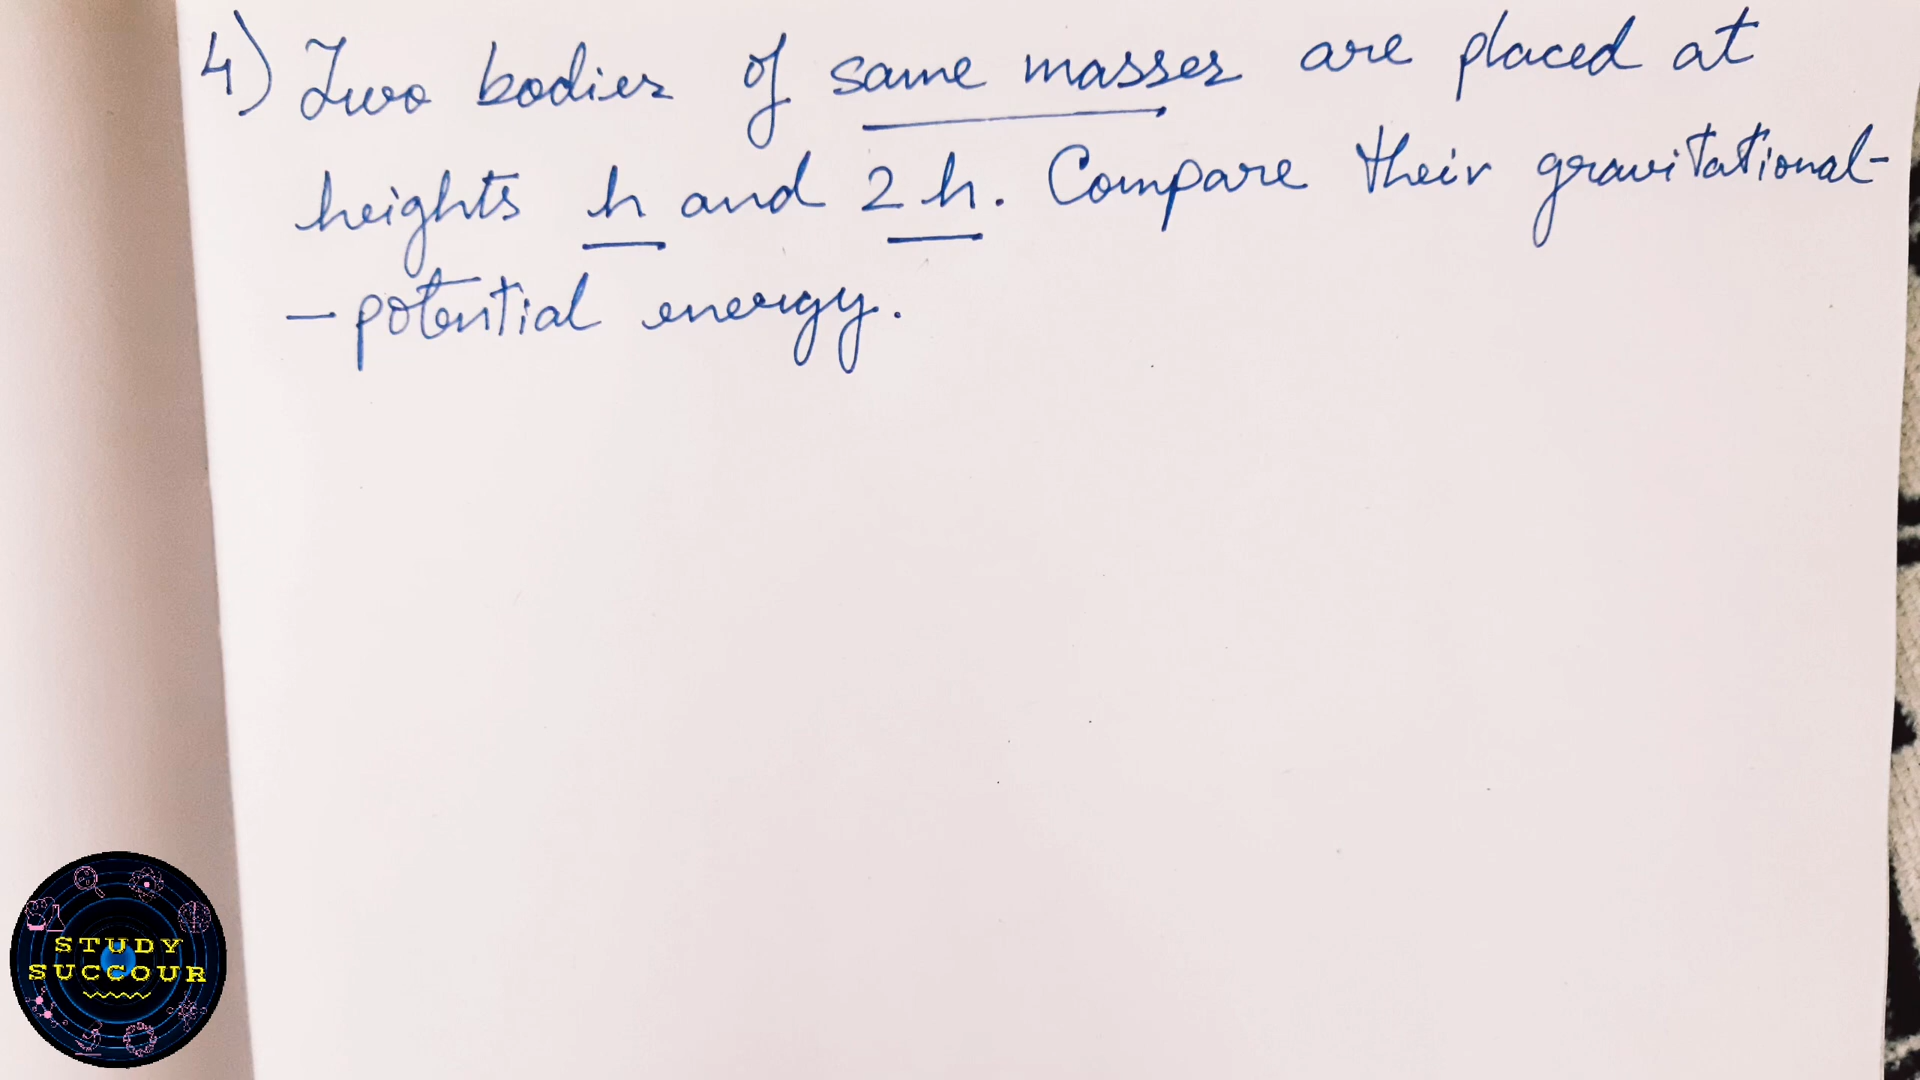 4) Two bodies of same masses are placed at
heights h and 2h. Compare their gravitational-
-potential energy.
STUDY
SUCCOUR